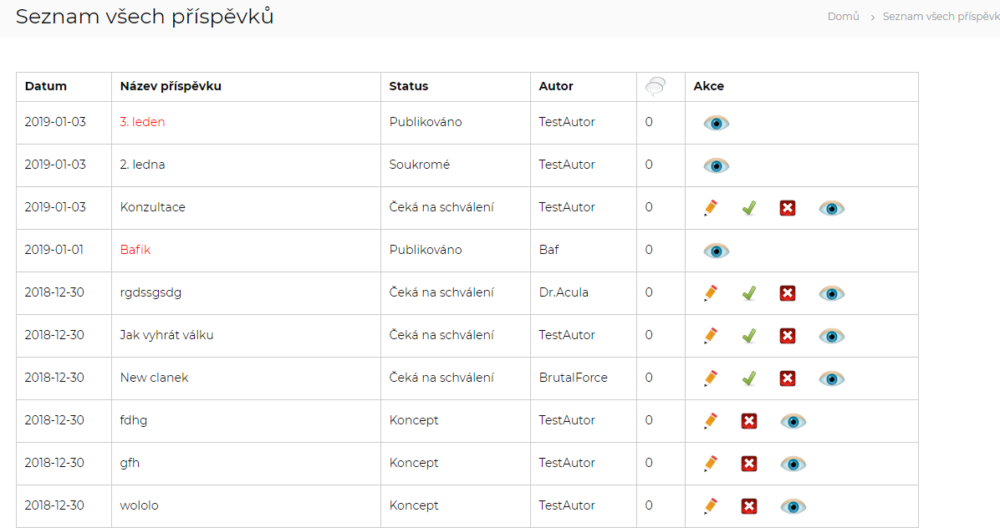 Seznam všech příspěvků
Domů › Seznam všech příspěvk
Datum Název příspěvku Status Autor Akce
2019-01-03 3. leden Publikováno TestAutor 0
2019-01-03 2. ledna Soukromé TestAutor 0
2019-01-03 Konzultace Čeká na schválení TestAutor 0
2019-01-01 Bafik Publikováno Baf 0
2018-12-30 rgdssgsdg Čeká na schválení Dr.Acula 0
2018-12-30 Jak vyhrát válku Čeká na schválení TestAutor 0
2018-12-30 New clanek Čeká na schválení BrutalForce 0
2018-12-30 fdhg Koncept TestAutor 0
2018-12-30 gfh Koncept TestAutor 0
2018-12-30 wololo Koncept TestAutor 0